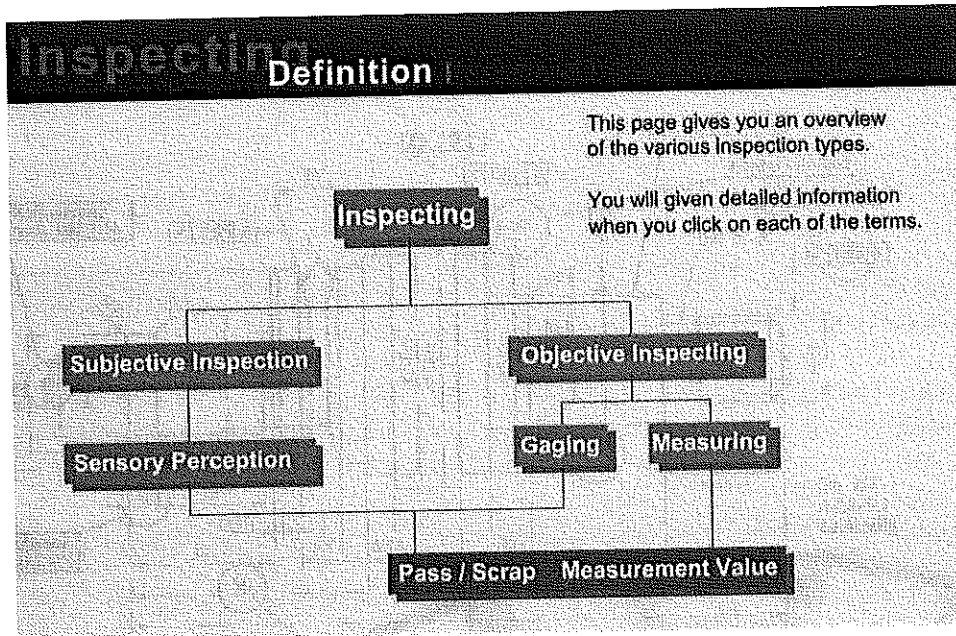 Inspecting
Definition
This page gives you an overview
of the various Inspection types.
You will given detailed information
when you click on each of the terms.
Inspecting
Subjective Inspection
Objective Inspecting
Sensory Perception
Gaging
Measuring
Pass / Scrap Measurement Value